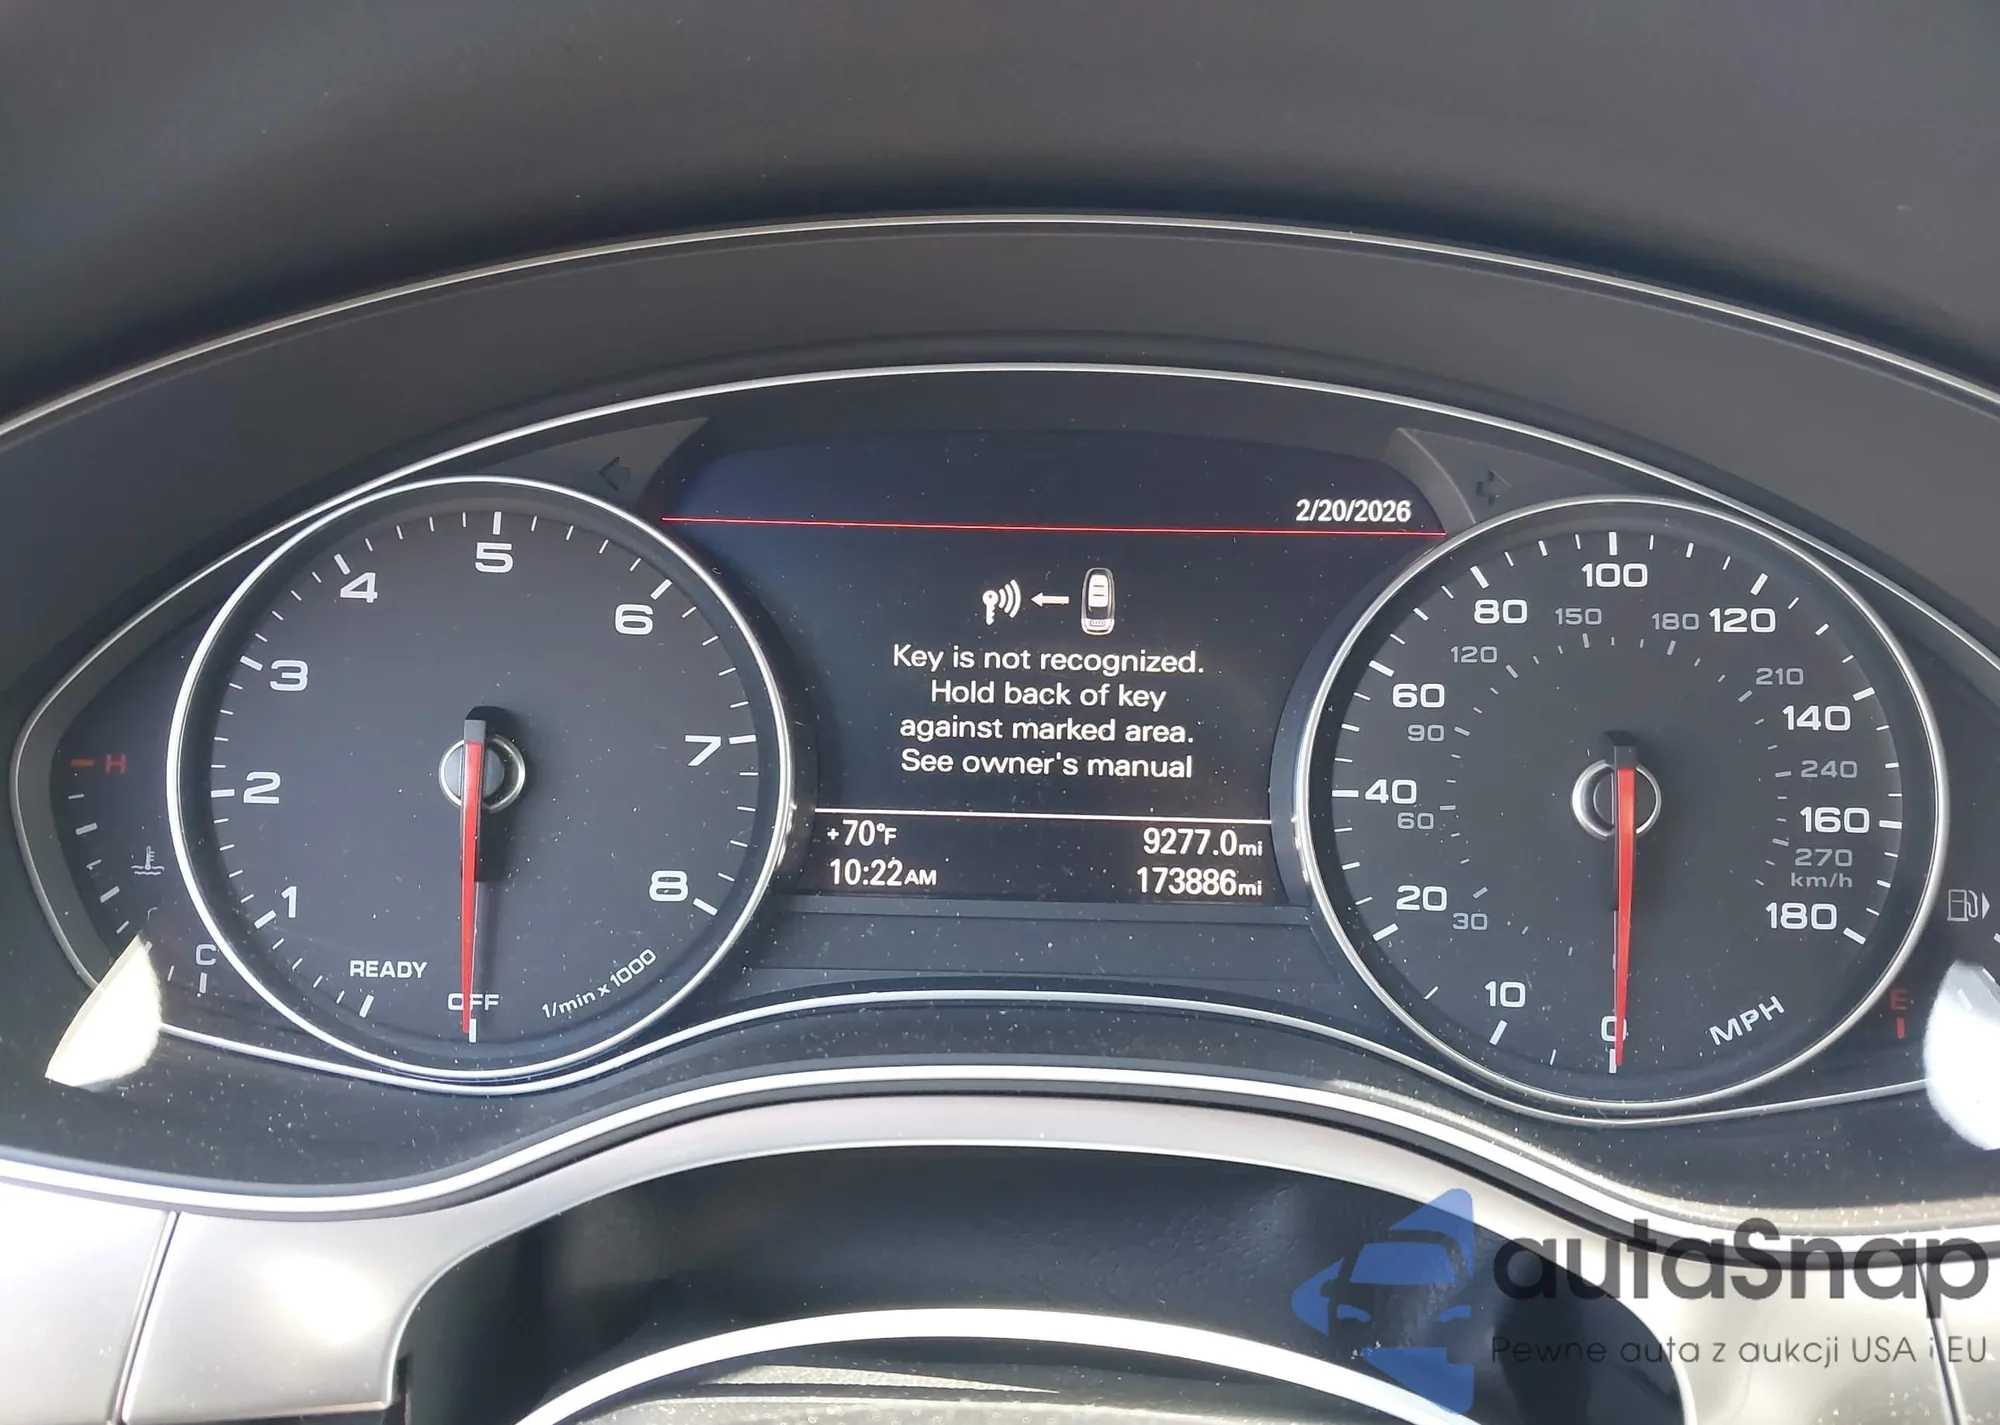 2/20/2026
Key is not recognized.
Hold back of key
against marked area.
See owner's manual
+70°F
9277.0mi
10:22AM
173886mi
1
2
3
4
5
6
7
8
READY
OFF
1/min x 1000
H
C
0
10
20
40
60
80
100
120
140
160
180
MPH
30
60
90
120
150
180
210
240
270
km/h
E
autaSnap
Pewne auta z aukcji USA i EU